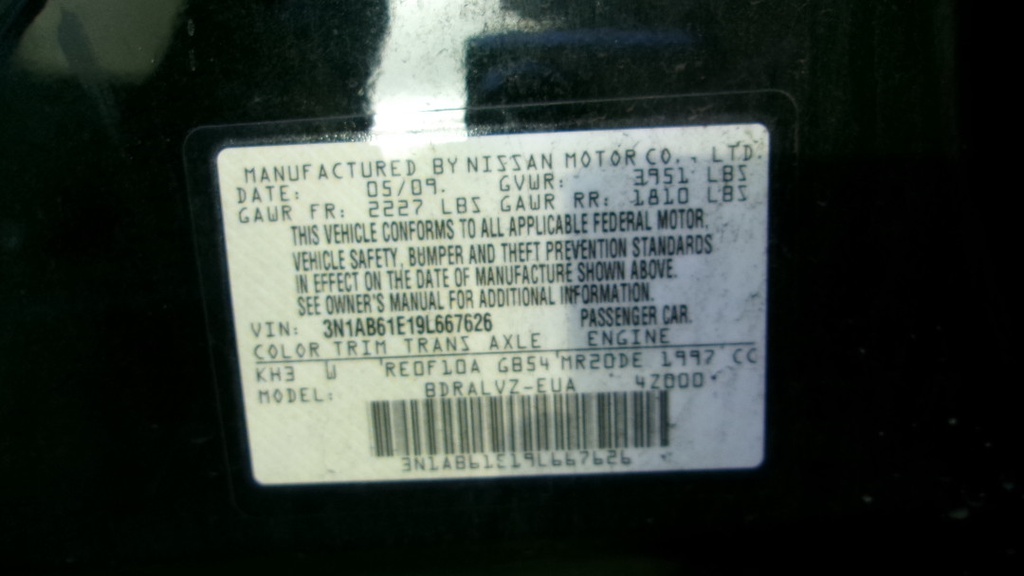 MANUFACTURED BY NISSAN MOTOR CO., LTD.
DATE: 05/09. GVWR: 3951 LBS
GAWR FR: 2227 LBS GAWR RR: 1810 LBS
THIS VEHICLE CONFORMS TO ALL APPLICABLE FEDERAL MOTOR.
VEHICLE SAFETY, BUMPER AND THEFT PREVENTION STANDARDS
IN EFFECT ON THE DATE OF MANUFACTURE SHOWN ABOVE.
SEE OWNER'S MANUAL FOR ADDITIONAL INFORMATION.
VIN: 3N1AB61E19L667626 PASSENGER CAR.
COLOR TRIM TRANS AXLE ENGINE
KH3 U RE0F10A GB54 MR20DE 1997 CC
MODEL: BDRALVZ-EUA 4Z000
3N1AB61E19L667626